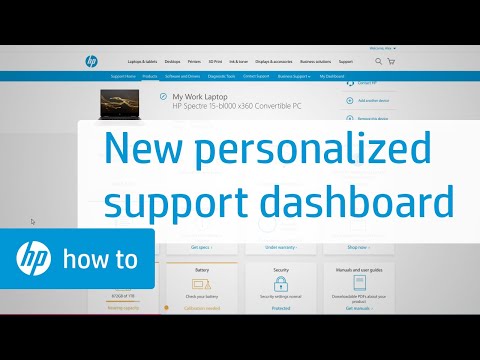 Welcome, Alex
hp
Laptops & tablets Desktops Printers 3D Print Ink & toner Displays & accessories Business solutions Support
Support Home Products Software and Drivers Diagnostic Tools Contact Support Business Support My Dashboard
My Work Laptop
HP Spectre 15-bl000 x360 Convertible PC
Contact HP
Add another device
Remove this device
New personalized
support dashboard
Get specs › Under warranty › Shop now ›
hp how to
Battery Security Manuals and user guides
Check your battery Security settings normal Downloadable PDFs about your product
Nearing capacity Calibration needed Protected Get manuals ›